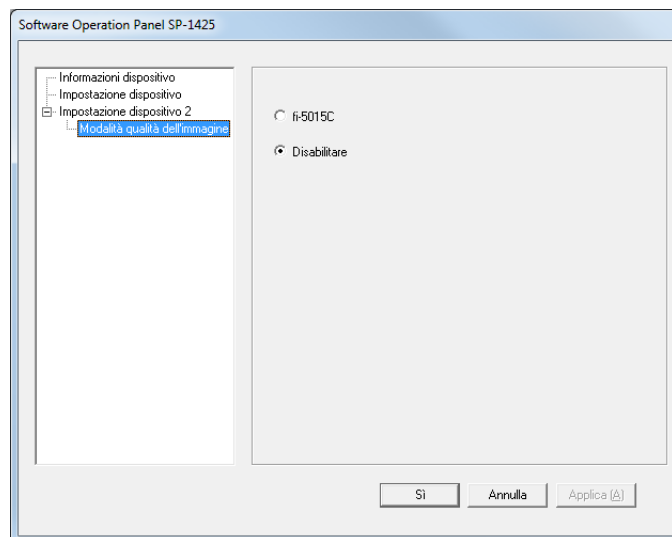 Software Operation Panel SP-1425
Informazioni dispositivo
Impostazione dispositivo
Impostazione dispositivo 2
Modalità qualità dell'immagine
fi-5015C
Disabilitare
Sì
Annulla
Applica (A)